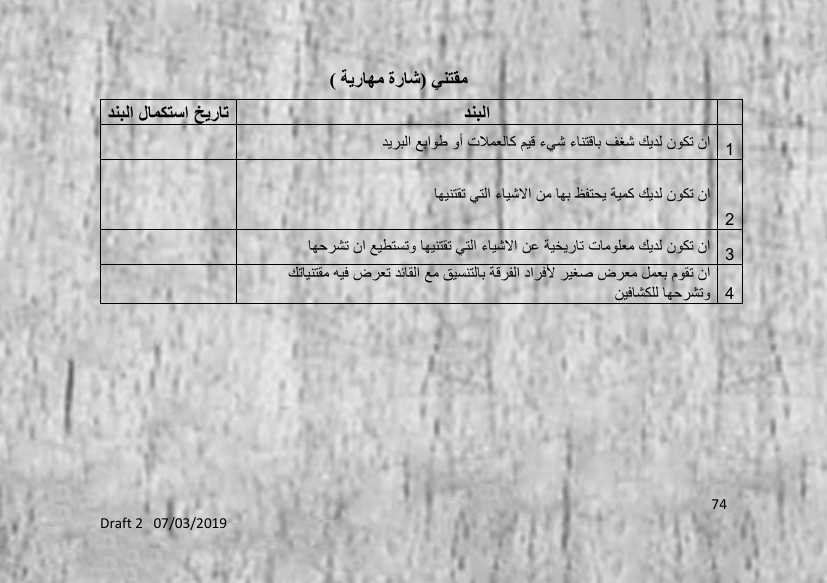 مقتني (شارة مهارية )
البند	تاريخ استكمال البند
1	ان تكون لديك شغف باقتناء شيء قيم كالعملات أو طوابع البريد
2	ان تكون لديك كمية يحتفظ بها من الاشياء التي تقتنيها
3	ان تكون لديك معلومات تاريخية عن الاشياء التي تقتنيها وتستطيع ان تشرحها
4	ان تقوم بعمل معرض صغير لأفراد الفرقة بالتنسيق مع القائد تعرض فيه مقتنياتك
وتشرحها للكشافين
74
Draft 2 07/03/2019